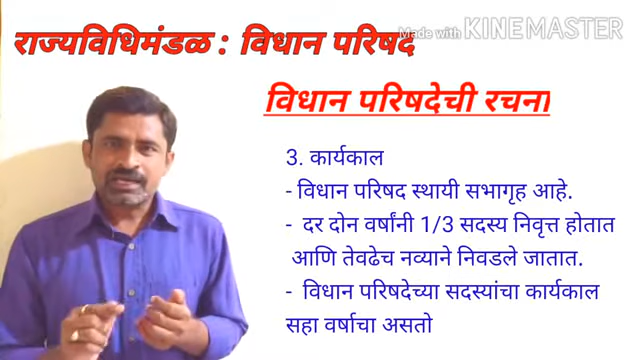 राज्यविधिमंडळ : विधान परिषद
Made with KINEMASTER
विधान परिषदेची रचना
3. कार्यकाल
- विधान परिषद स्थायी सभागृह आहे.
- दर दोन वर्षांनी 1/3 सदस्य निवृत्त होतात
आणि तेवढेच नव्याने निवडले जातात.
- विधान परिषदेच्या सदस्यांचा कार्यकाल
सहा वर्षाचा असतो